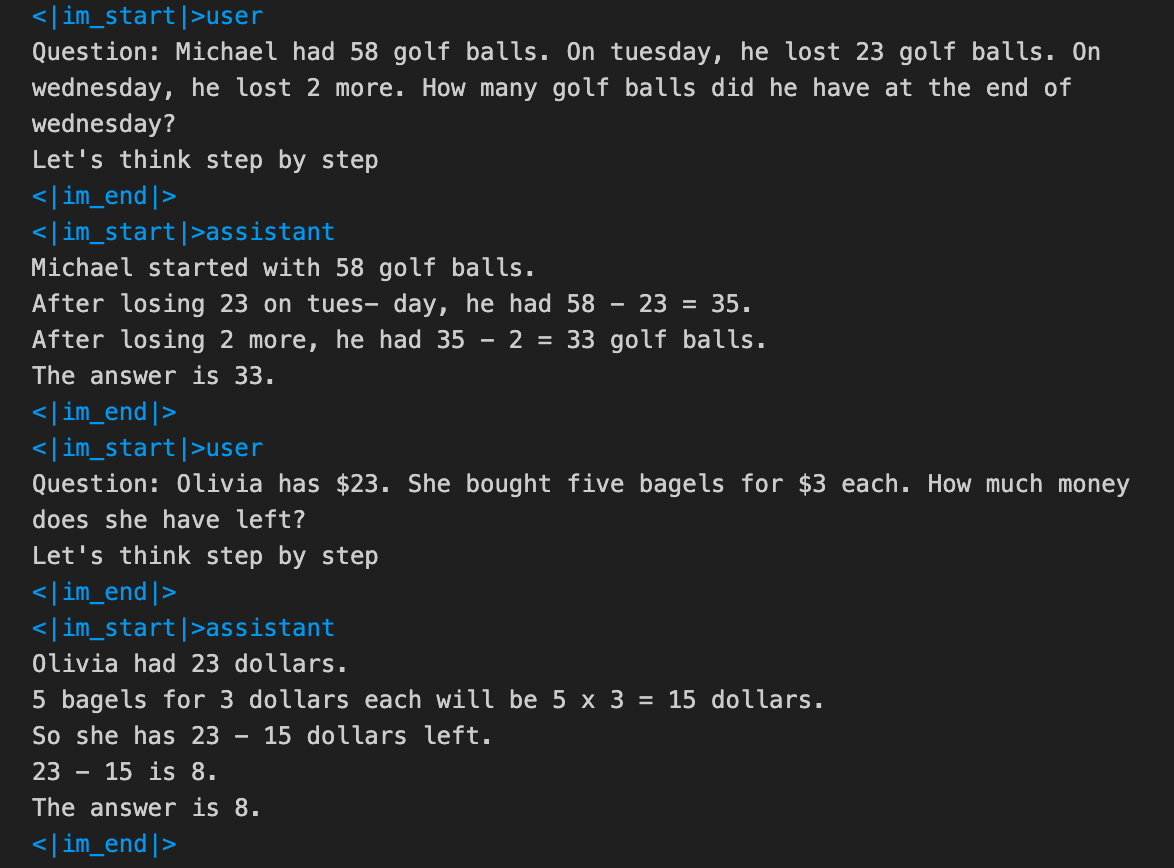 <|im_start|>user
Question: Michael had 58 golf balls. On tuesday, he lost 23 golf balls. On
wednesday, he lost 2 more. How many golf balls did he have at the end of
wednesday?
Let's think step by step
<|im_end|>
<|im_start|>assistant
Michael started with 58 golf balls.
After losing 23 on tues– day, he had 58 – 23 = 35.
After losing 2 more, he had 35 – 2 = 33 golf balls.
The answer is 33.
<|im_end|>
<|im_start|>user
Question: Olivia has $23. She bought five bagels for $3 each. How much money
does she have left?
Let's think step by step
<|im_end|>
<|im_start|>assistant
Olivia had 23 dollars.
5 bagels for 3 dollars each will be 5 x 3 = 15 dollars.
So she has 23 – 15 dollars left.
23 – 15 is 8.
The answer is 8.
<|im_end|>